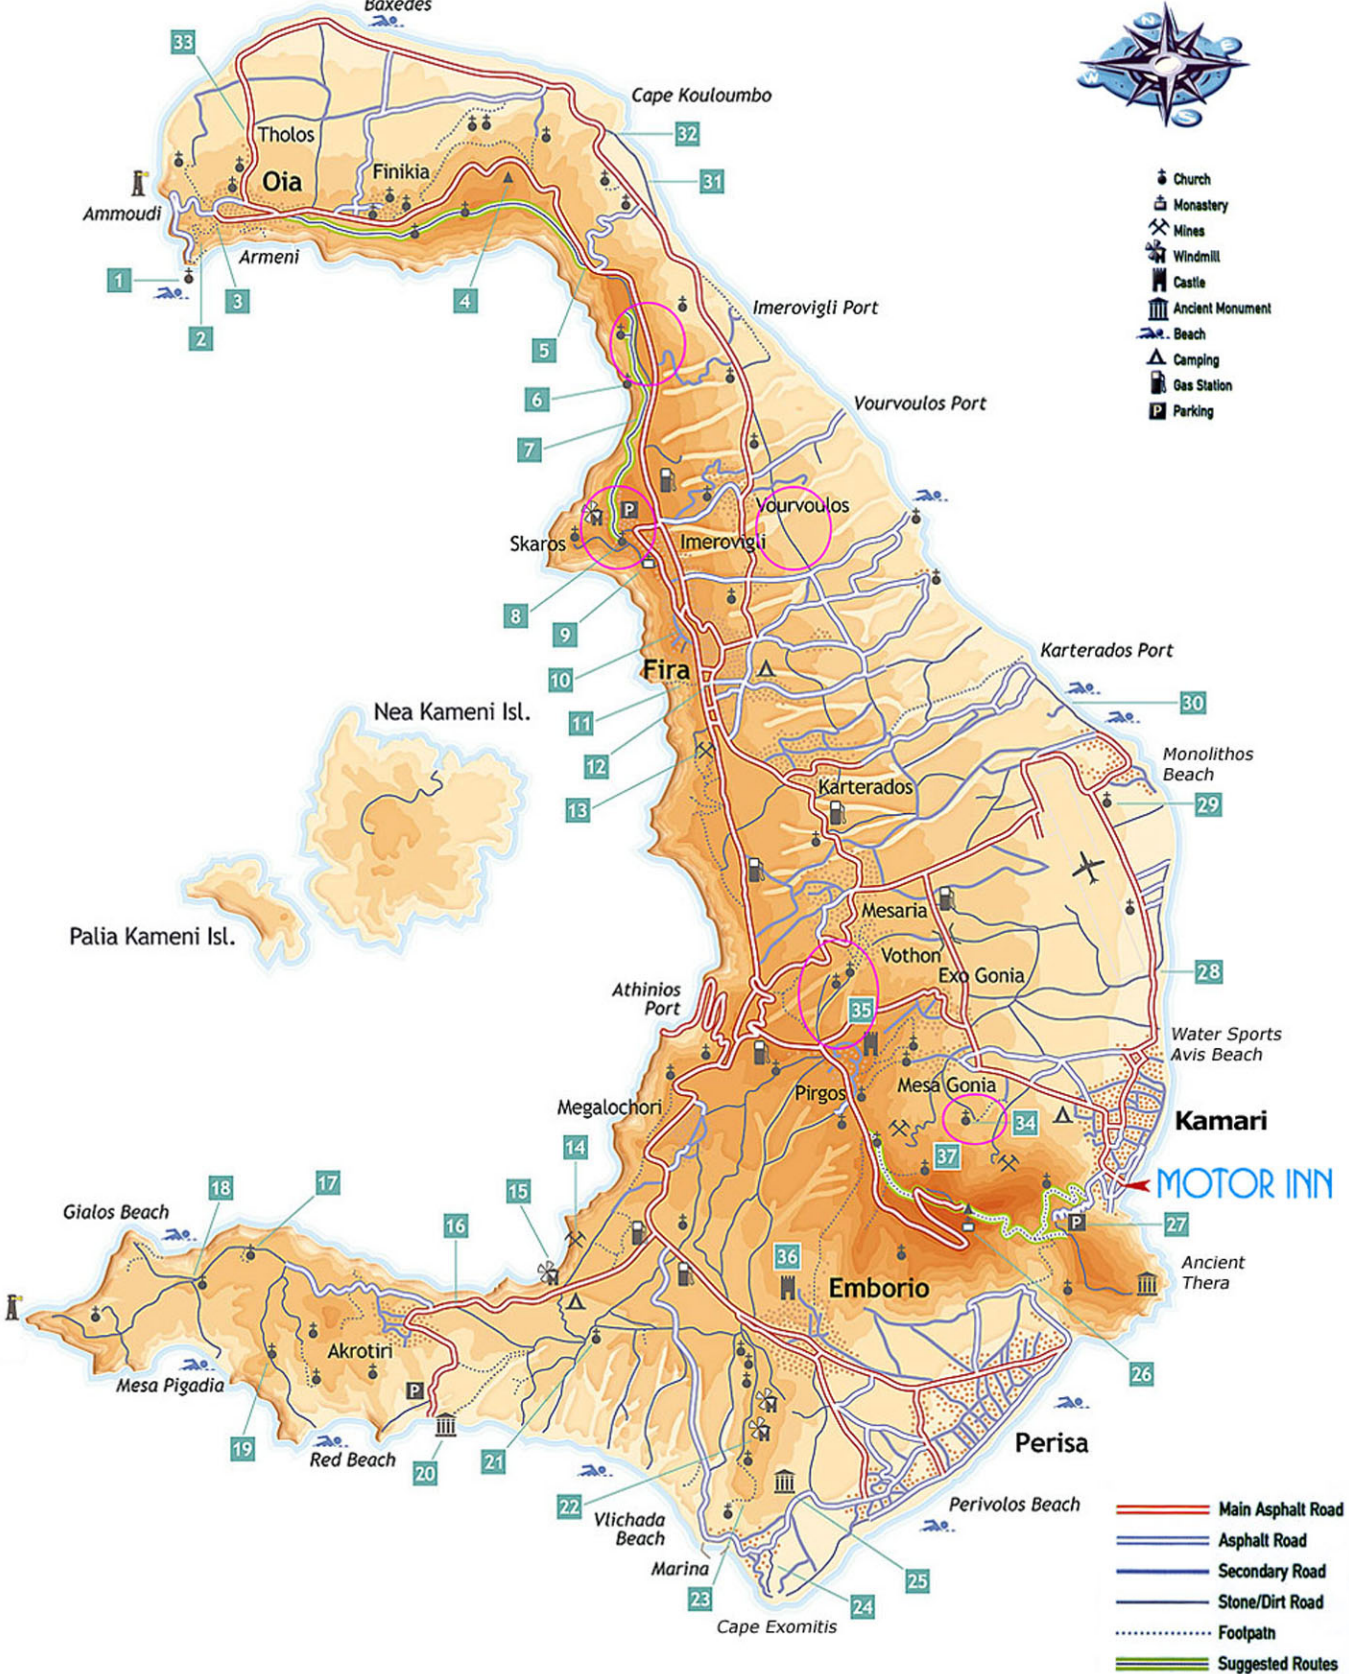 Baxedes
33
Cape Kouloumbo
N
E
W
S
Tholos
32
Finikia
Oia
31
Church
Ammoudi
Monastery
Mines
Armeni
Windmill
1
Castle
3
4
Imerovigli Port
Ancient Monument
2
Beach
5
Camping
6
Gas Station
Vourvoulos Port
Parking
7
P
Vourvoulos
Skaros
Imerovigli
8
9
Karterados Port
Fira
10
30
Nea Kameni Isl.
11
Monolithos
Beach
12
Karterados
13
29
Mesaria
Palia Kameni Isl.
Vothon
Exo Gonia
28
Athinios
Port
35
Water Sports
Avis Beach
Mesa Gonia
Pirgos
Megalochori
34
Kamari
14
37
MOTOR INN
15
17
18
Gialos Beach
16
P
27
36
Ancient
Thera
Emborio
Akrotiri
26
Mesa Pigadia
P
19
Red Beach
20
21
Perisa
22
Vlichada
Beach
Perivolos Beach
Main Asphalt Road
Asphalt Road
Marina
Secondary Road
25
23
24
Stone/Dirt Road
Cape Exomitis
Footpath
Suggested Routes